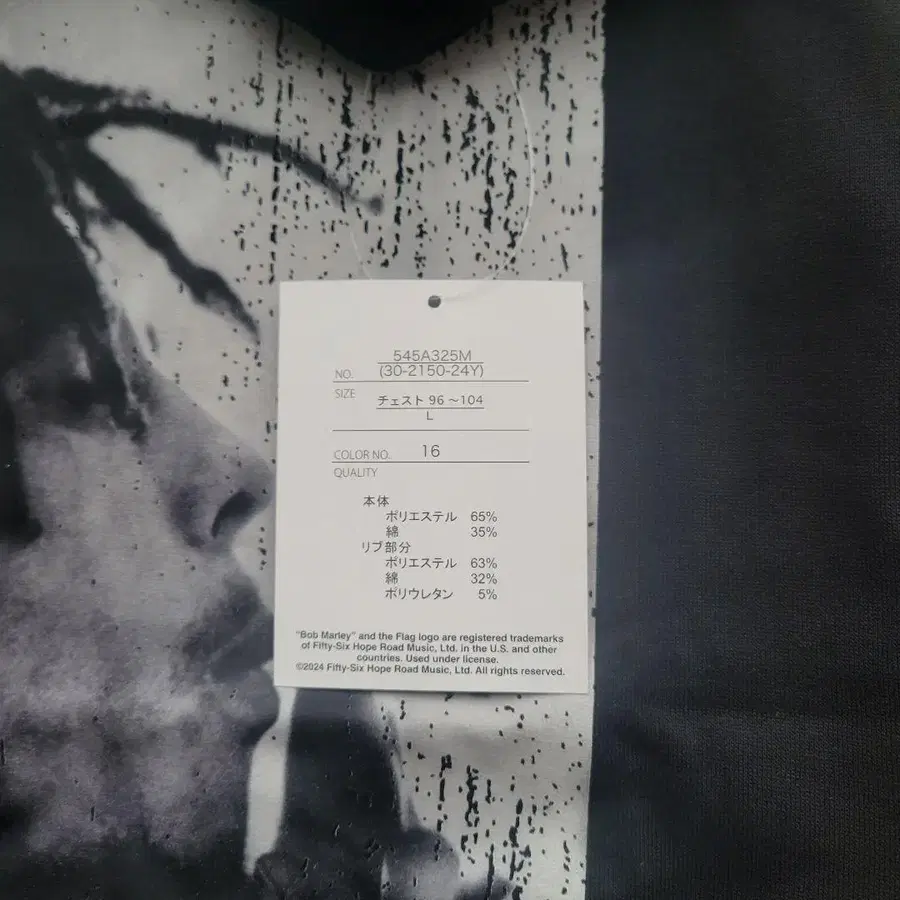 545A325M
NO. (30-2150-24Y)
SIZE チェスト 96 ～104
L
COLOR NO. 16
QUALITY
本体
ポリエステル 65%
綿 35%
リブ部分
ポリエステル 63%
綿 32%
ポリウレタン 5%
"Bob Marley" and the Flag logo are registered trademarks
of Fifty-Six Hope Road Music, Ltd. in the U.S. and other
countries. Used under license.
©2024 Fifty-Six Hope Road Music, Ltd. All rights reserved.